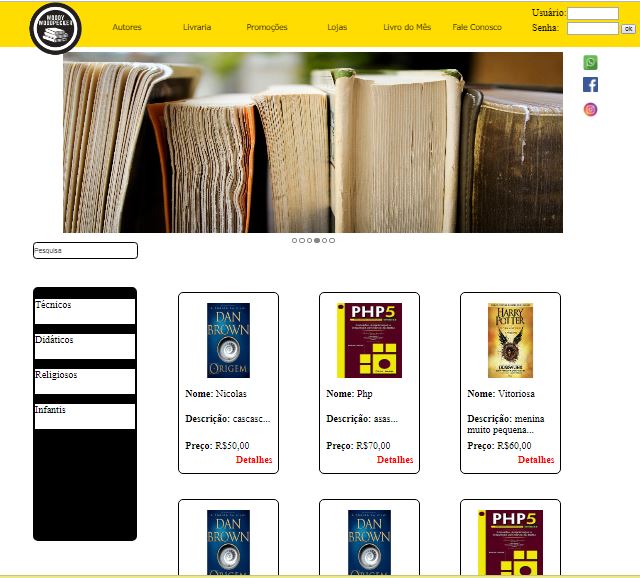 WOODY
WOODPECKER
Autores
Livraria
Promoções
Lojas
Livro do Mês
Fale Conosco
Usuário:
Senha:
ok
Pesquisa
Técnicos
Didáticos
Religiosos
Infantis
DAN
BROWN
ORIGEM
Nome: Nicolas
Descrição: cascasc...
Preço: R$50,00
Detalhes
PHP5
Nome: Php
Descrição: asas...
Preço: R$70,00
Detalhes
HARRY
POTTER
Nome: Vitoriosa
Descrição: menina
muito pequena...
Preço: R$60,00
Detalhes
DAN
BROWN
DAN
BROWN
PHP5